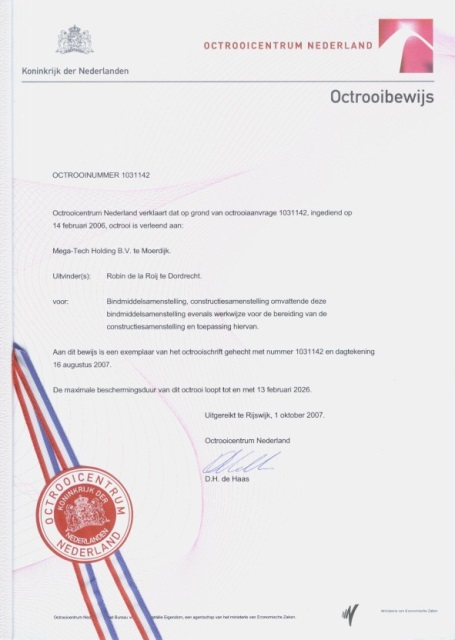 OCTROOICENTRUM NEDERLAND
Koninkrijk der Nederlanden
Octrooibewijs
OCTROOINUMMER 1031142
Octrooicentrum Nederland verklaart dat op grond van octrooiaanvrage 1031142, ingediend op
14 februari 2006, octrooi is verleend aan:
Mega-Tech Holding B.V. te Moerdijk.
Uitvinder(s): Robin de la Roij te Dordrecht.
voor: Bindmiddelsamenstelling, constructiesamenstelling omvattende deze
bindmiddelsamenstelling evenals werkwijze voor de bereiding van de
constructiesamenstelling en toepassing hiervan.
Aan dit bewijs is een exemplaar van het octrooischrift gehecht met nummer 1031142 en dagtekening
16 augustus 2007.
De maximale beschermingsduur van dit octrooi loopt tot en met 13 februari 2026.
Uitgereikt te Rijswijk, 1 oktober 2007.
Octrooicentrum Nederland
D.H. de Haas
OCTROOICENTRUM
NEDERLAND
KONINKRIJK DER
NEDERLANDEN
Octrooicentrum Bureau Eigendom, een agentschap van het ministerie van Economische Zaken.
Ministerie van Economische Zaken